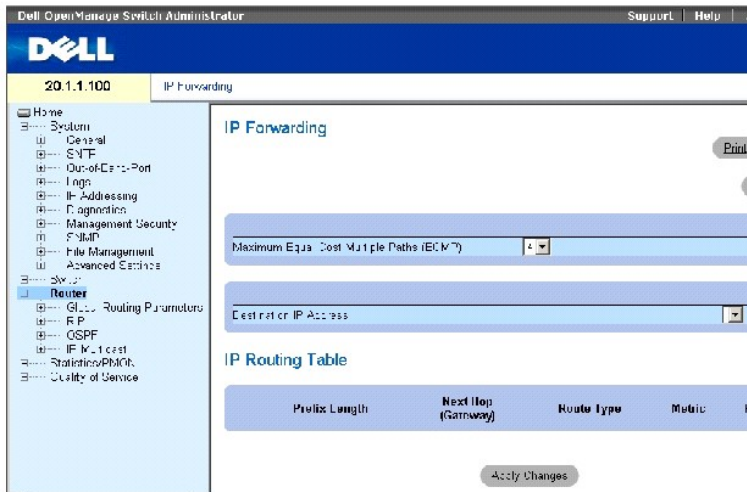 Dell OpenManage Switch Administrator
Support Help
DELL
20.1.1.100
IP Forwarding
Home
System
General
SNTP
Out-of-Band-Port
Logs
IP Addressing
Diagnostics
Management Security
SNMP
File Management
Advanced Settings
Switch
Router
Global Routing Parameters
RIP
OSPF
IP Multicast
Statistics/RMON
Quality of Service
IP Forwarding
Print
Maximum Equal Cost Multiple Paths (ECMP)
4
Destination IP Address
IP Routing Table
Prefix Length
Next Hop
(Gateway)
Route Type
Metric
Apply Changes